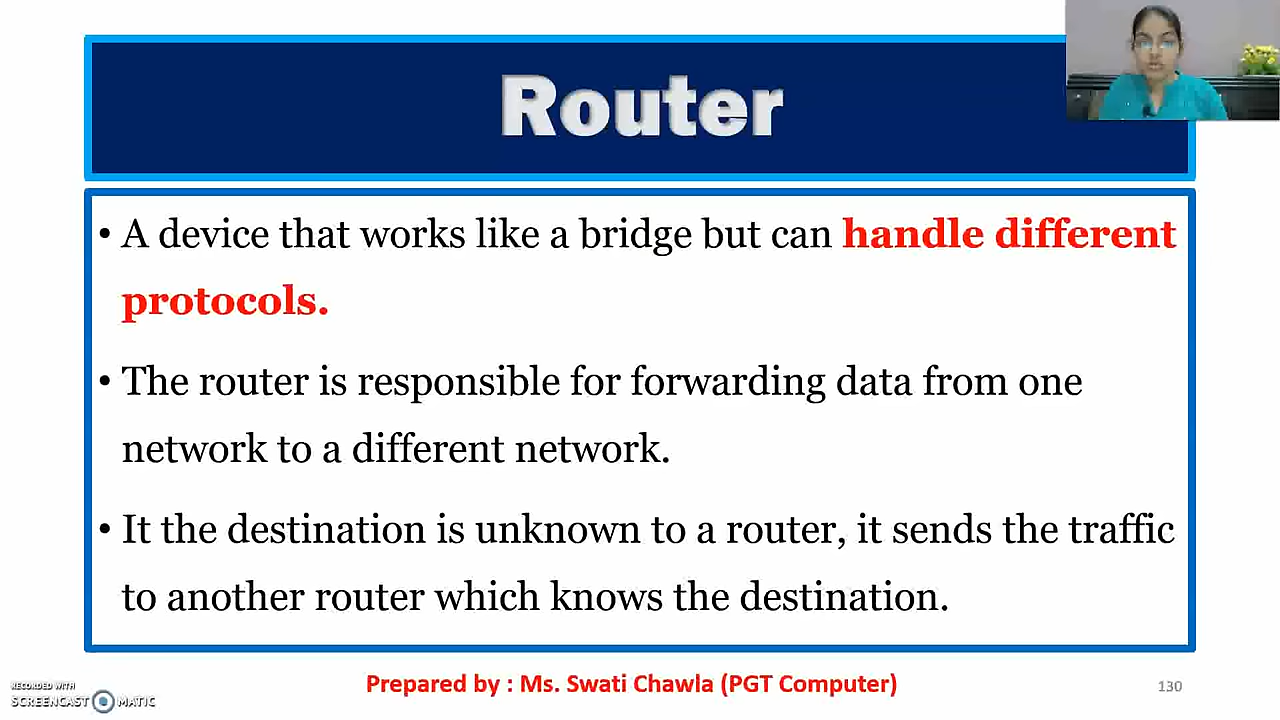 Router
• A device that works like a bridge but can handle different
protocols.
• The router is responsible for forwarding data from one
network to a different network.
• It the destination is unknown to a router, it sends the traffic
to another router which knows the destination.
Prepared by : Ms. Swati Chawla (PGT Computer)
130
RECORDED WITH
SCREENCAST MATIC